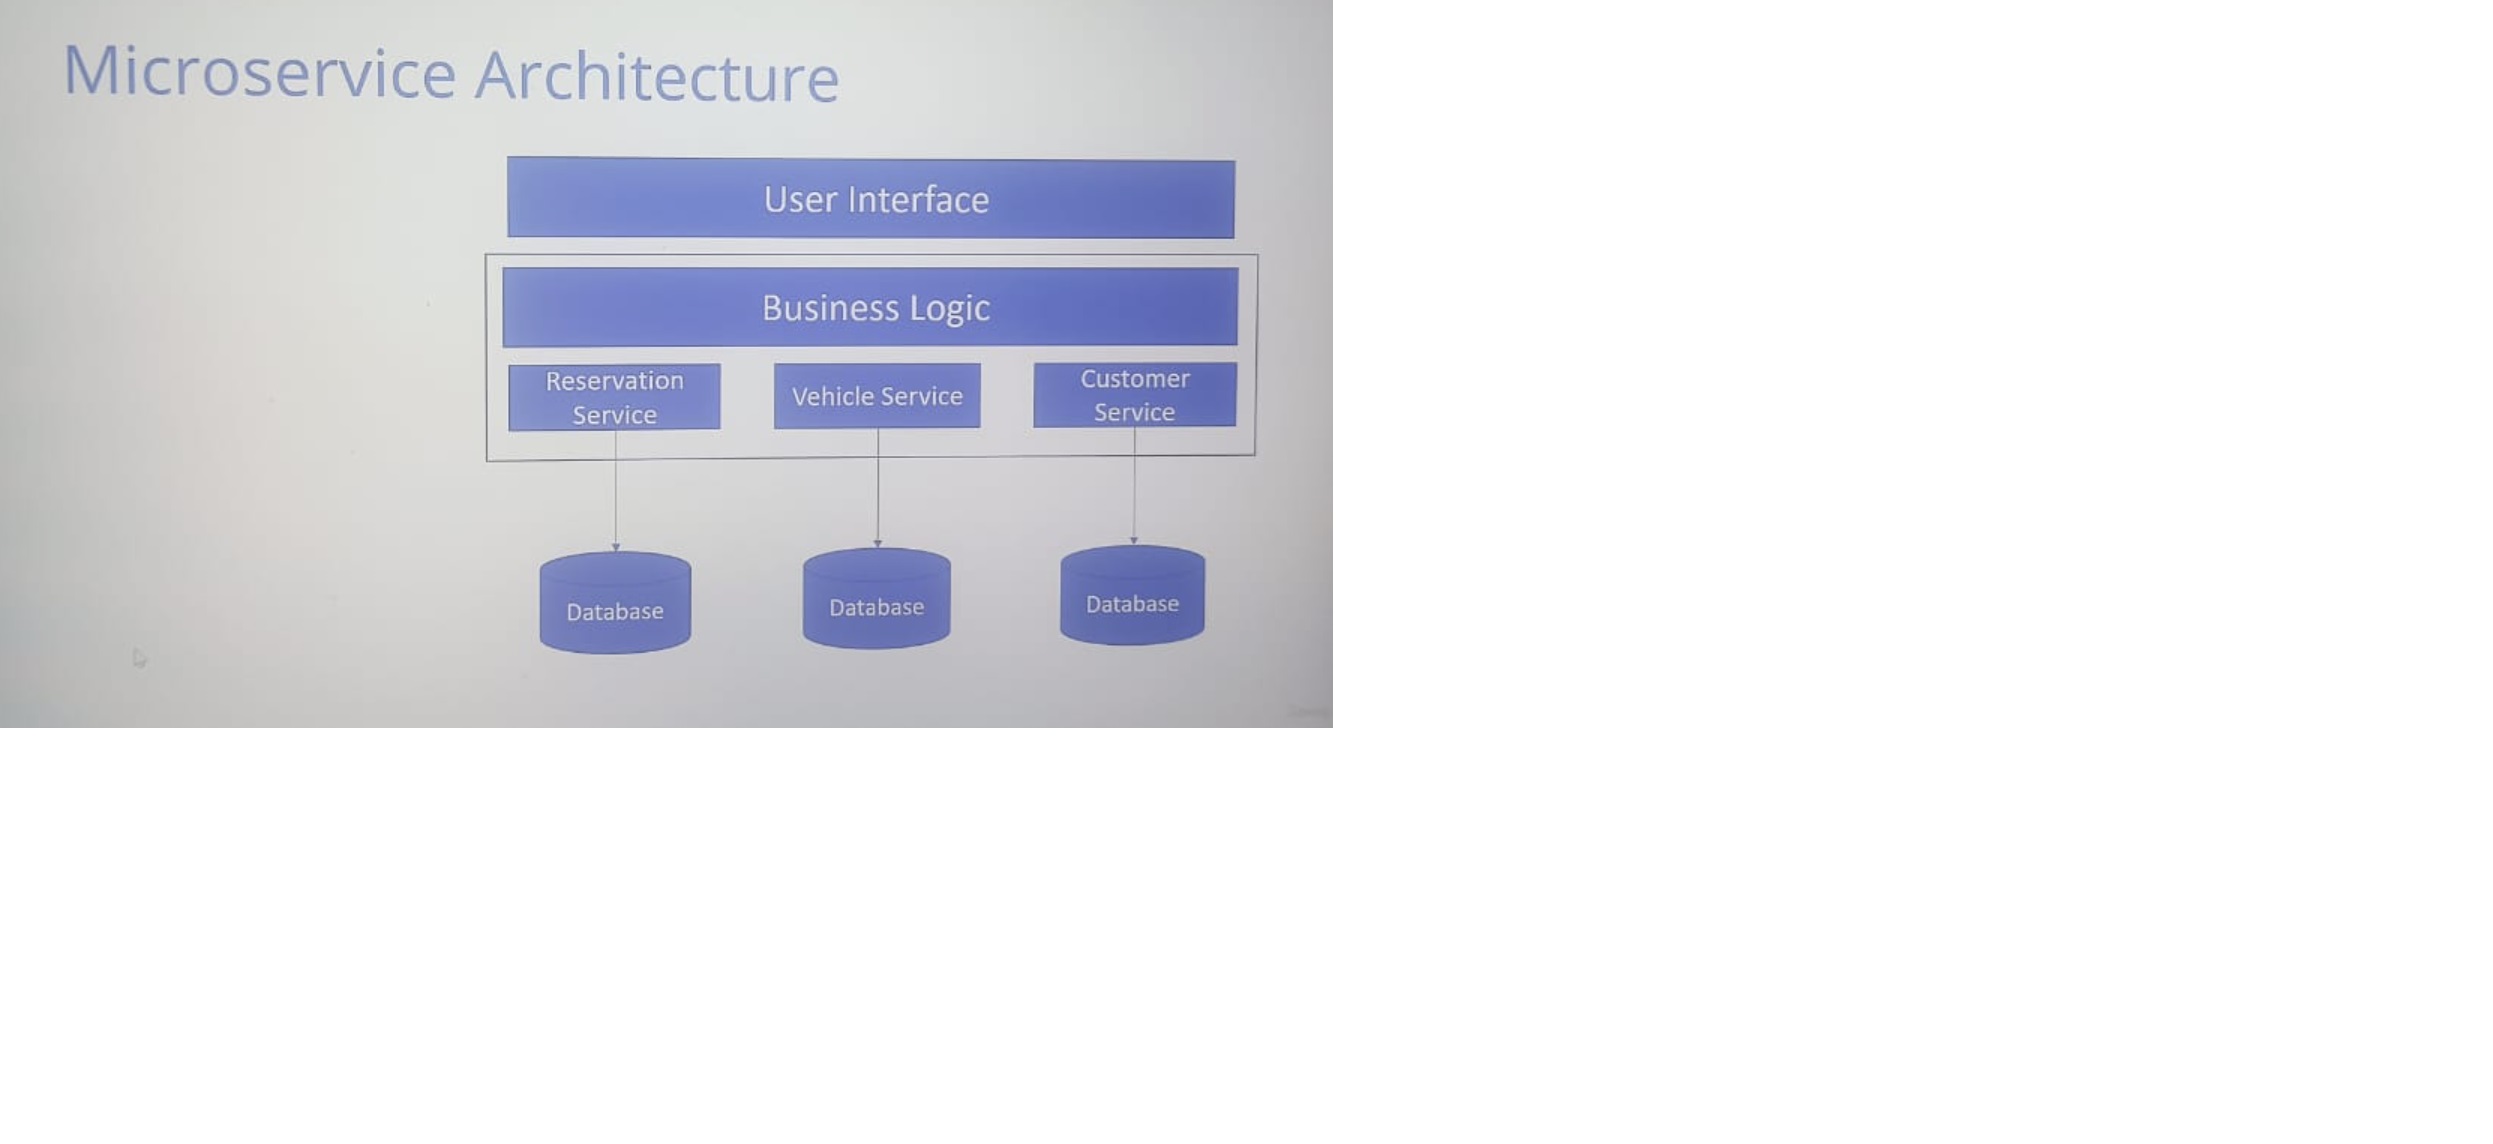 Microservice Architecture
User Interface
Business Logic
Reservation
Service
Vehicle Service
Customer
Service
Database
Database
Database